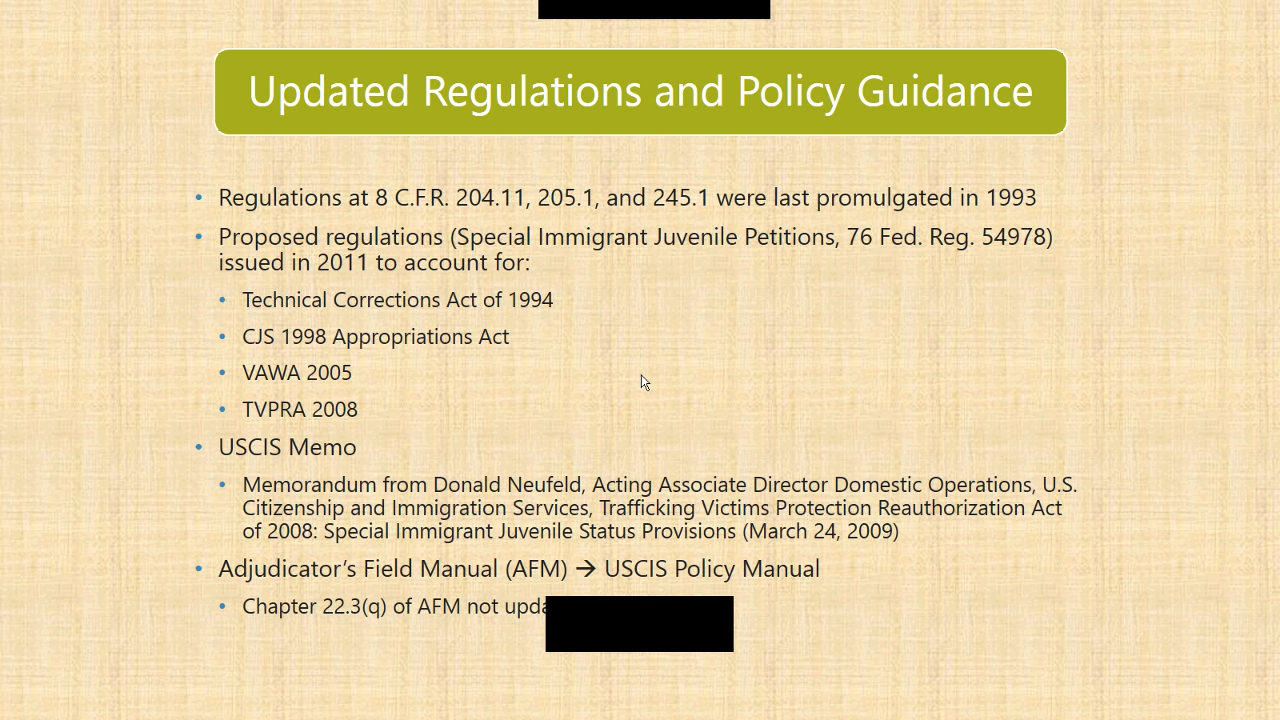 Updated Regulations and Policy Guidance
• Regulations at 8 C.F.R. 204.11, 205.1, and 245.1 were last promulgated in 1993
• Proposed regulations (Special Immigrant Juvenile Petitions, 76 Fed. Reg. 54978)
issued in 2011 to account for:
• Technical Corrections Act of 1994
• CJS 1998 Appropriations Act
• VAWA 2005
• TVPRA 2008
• USCIS Memo
• Memorandum from Donald Neufeld, Acting Associate Director Domestic Operations, U.S.
Citizenship and Immigration Services, Trafficking Victims Protection Reauthorization Act
of 2008: Special Immigrant Juvenile Status Provisions (March 24, 2009)
• Adjudicator’s Field Manual (AFM) → USCIS Policy Manual
• Chapter 22.3(q) of AFM not